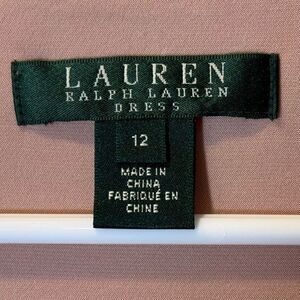 LAUREN
RALPH LAUREN
DRESS
12
MADE IN
CHINA
FABRIQUÉ EN
CHINE